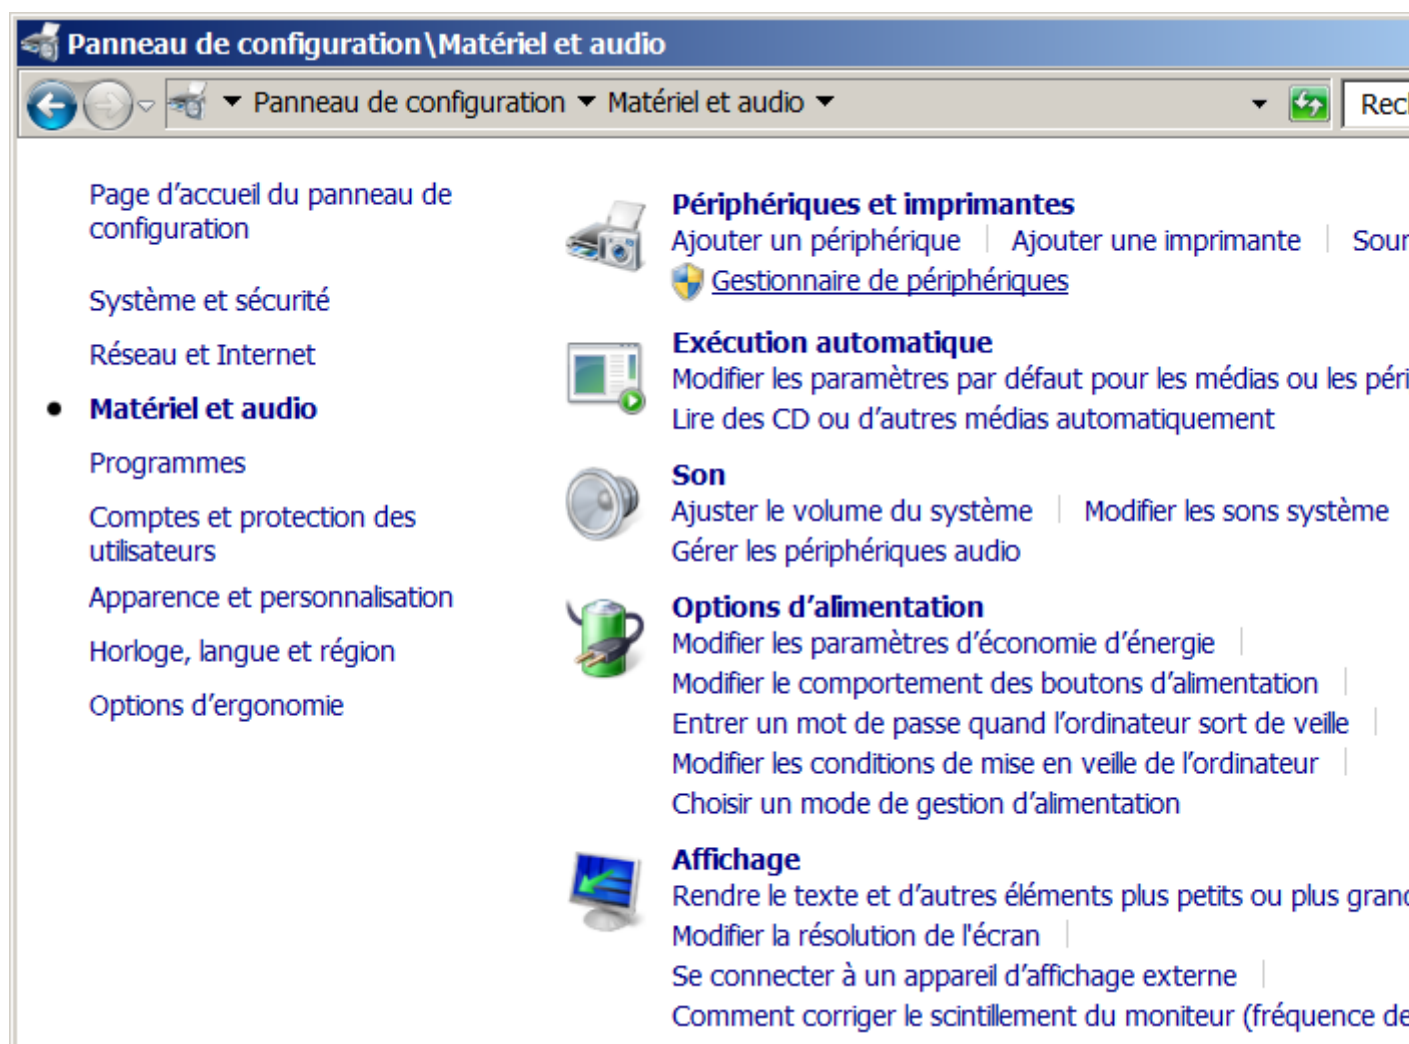 Panneau de configuration\Matériel et audio
Panneau de configuration Matériel et audio
Page d'accueil du panneau de
configuration
Système et sécurité
Réseau et Internet
Matériel et audio
Programmes
Comptes et protection des
utilisateurs
Apparence et personnalisation
Horloge, langue et région
Options d'ergonomie
Périphériques et imprimantes
Ajouter un périphérique Ajouter une imprimante
Gestionnaire de périphériques
Exécution automatique
Modifier les paramètres par défaut pour les médias ou les
Lire des CD ou d'autres médias automatiquement
Son
Ajuster le volume du système Modifier les sons système
Gérer les périphériques audio
Options d'alimentation
Modifier les paramètres d'économie d'énergie
Modifier le comportement des boutons d'alimentation
Entrer un mot de passe quand l'ordinateur sort de veille
Modifier les conditions de mise en veille de l'ordinateur
Choisir un mode de gestion d'alimentation
Affichage
Rendre le texte et d'autres éléments plus petits ou plus
Modifier la résolution de l'écran
Se connecter à un appareil d'affichage externe
Comment corriger le scintillement du moniteur (fréquence de